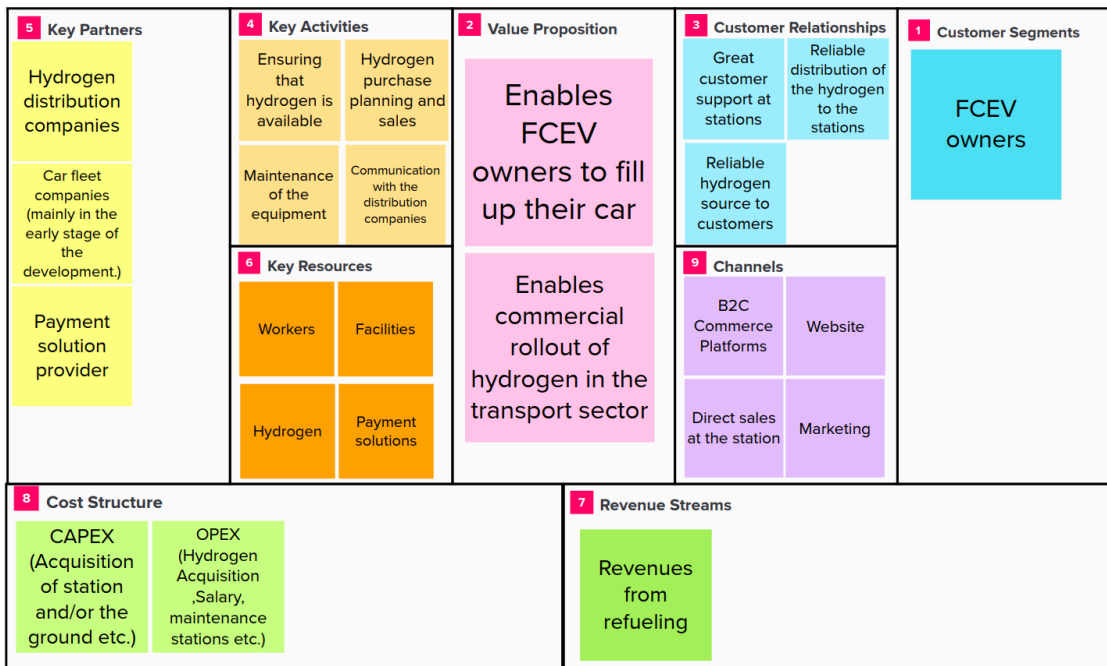 5 Key Partners
Hydrogen
distribution
companies
Car fleet
companies
(mainly in the
early stage of
the
development.)
Payment
solution
provider
4 Key Activities
Ensuring
that
hydrogen is
available
Hydrogen
purchase
planning and
sales
Maintenance
of the
equipment
Communication
with the
distribution
companies
6 Key Resources
Workers
Facilities
Hydrogen
Payment
solutions
2 Value Proposition
Enables
FCEV
owners to fill
up their car
Enables
commercial
rollout of
hydrogen in the
transport sector
3 Customer Relationships
Great
customer
support at
stations
Reliable
distribution of
the hydrogen to
the stations
Reliable
hydrogen
source to
customers
9 Channels
B2C
Commerce
Platforms
Website
Direct sales
at the station
Marketing
1 Customer Segments
FCEV
owners
8 Cost Structure
CAPEX
(Acquisition
of station
and/or the
ground etc.)
OPEX
(Hydrogen
Acquisition
,Salary,
maintenance
stations etc.)
7 Revenue Streams
Revenues
from
refueling